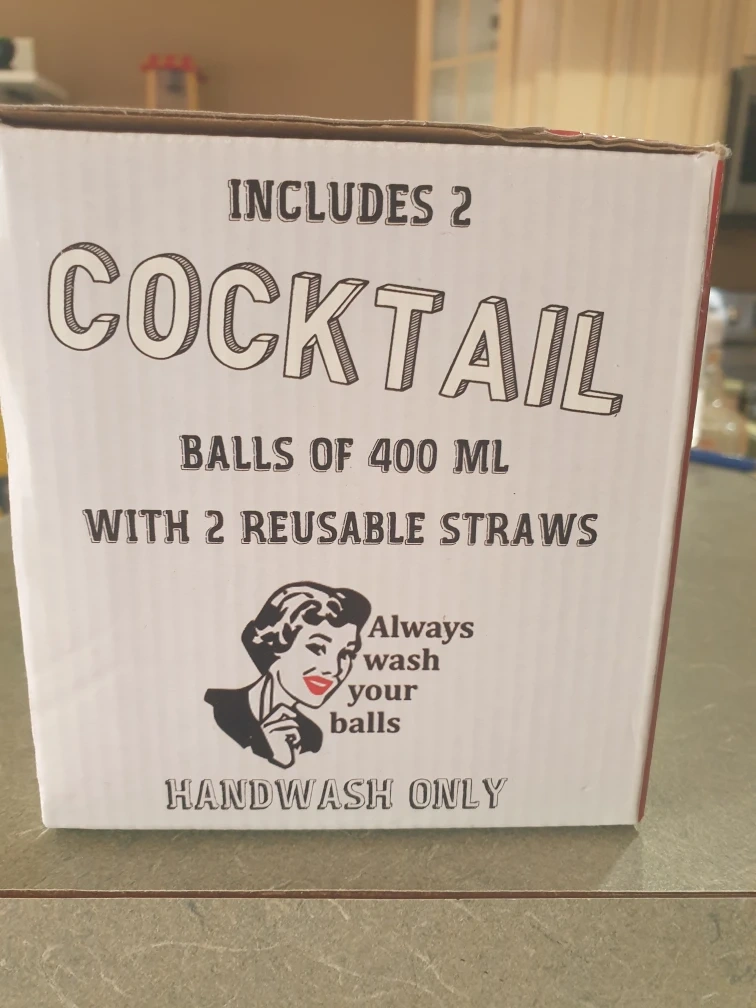 INCLUDES 2
COCKTAIL
BALLS OF 400 ML
WITH 2 REUSABLE STRAWS
Always
wash
your
balls
HANDWASH ONLY